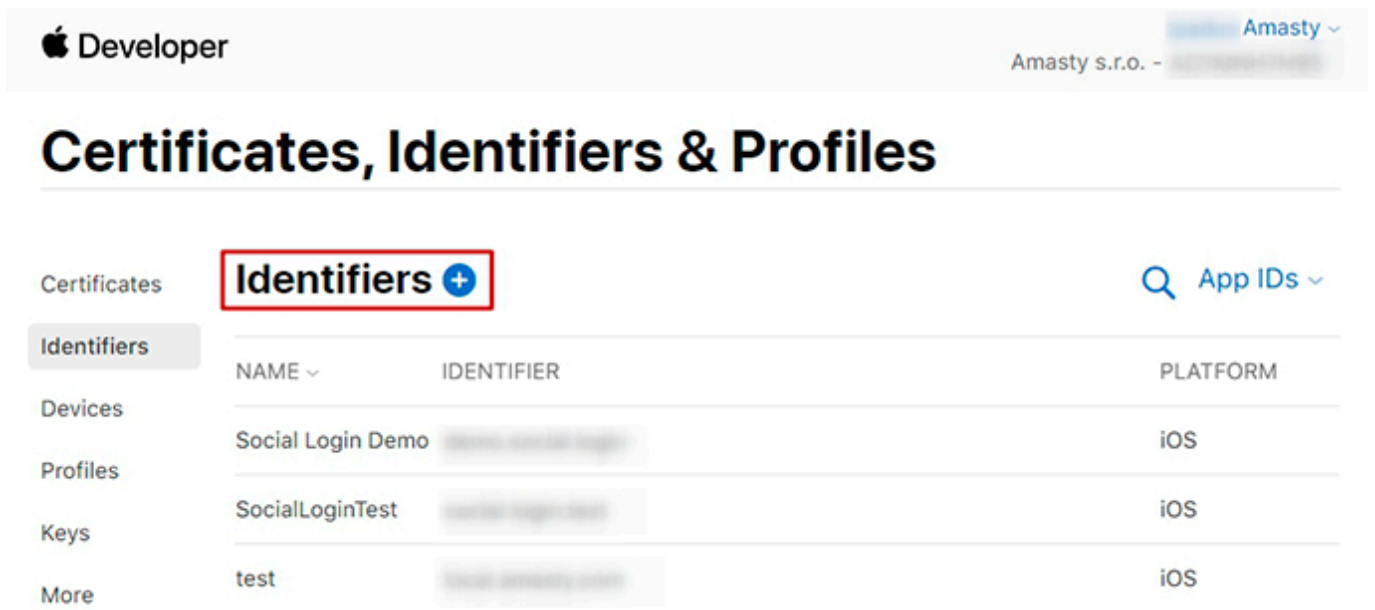 Developer
Amasty
Amasty s.r.o. -
Certificates, Identifiers & Profiles
Certificates
Identifiers
Devices
Profiles
Keys
More
Identifiers
App IDs
NAME IDENTIFIER PLATFORM
Social Login Demo iOS
SocialLoginTest iOS
test iOS